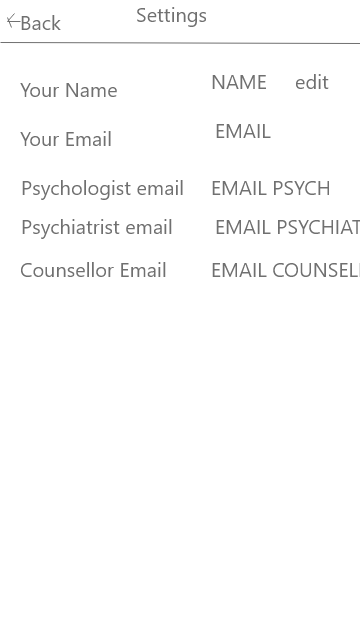 Back Settings
Your Name NAME edit
Your Email EMAIL
Psychologist email EMAIL PSYCH
Psychiatrist email EMAIL PSYCHIAT
Counsellor Email EMAIL COUNSEL